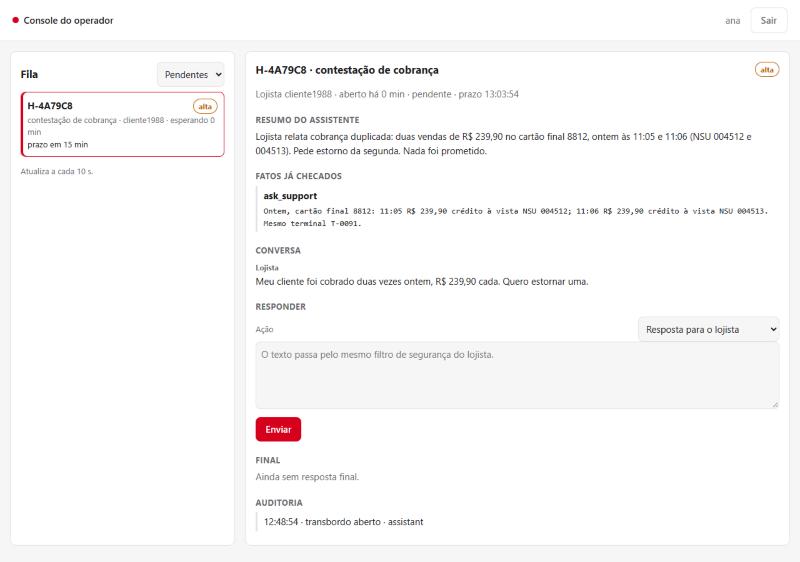 Console do operador
ana
Sair
Fila
Pendentes
H-4A79C8
alta
contestação de cobrança · cliente1988 · esperando 0
min
prazo em 15 min
Atualiza a cada 10 s.
H-4A79C8 · contestação de cobrança
alta
Lojista cliente1988 · aberto há 0 min · pendente · prazo 13:03:54
RESUMO DO ASSISTENTE
Lojista relata cobrança duplicada: duas vendas de R$ 239,90 no cartão final 8812, ontem às 11:05 e 11:06 (NSU 004512 e
004513). Pede estorno da segunda. Nada foi prometido.
FATOS JÁ CHECADOS
ask_support
Ontem, cartão final 8812: 11:05 R$ 239,90 crédito à vista NSU 004512; 11:06 R$ 239,90 crédito à vista NSU 004513.
Mesmo terminal T-0091.
CONVERSA
Lojista
Meu cliente foi cobrado duas vezes ontem, R$ 239,90 cada. Quero estornar uma.
RESPONDER
Ação
Resposta para o lojista
O texto passa pelo mesmo filtro de segurança do lojista.
Enviar
FINAL
Ainda sem resposta final.
AUDITORIA
12:48:54 · transbordo aberto · assistant